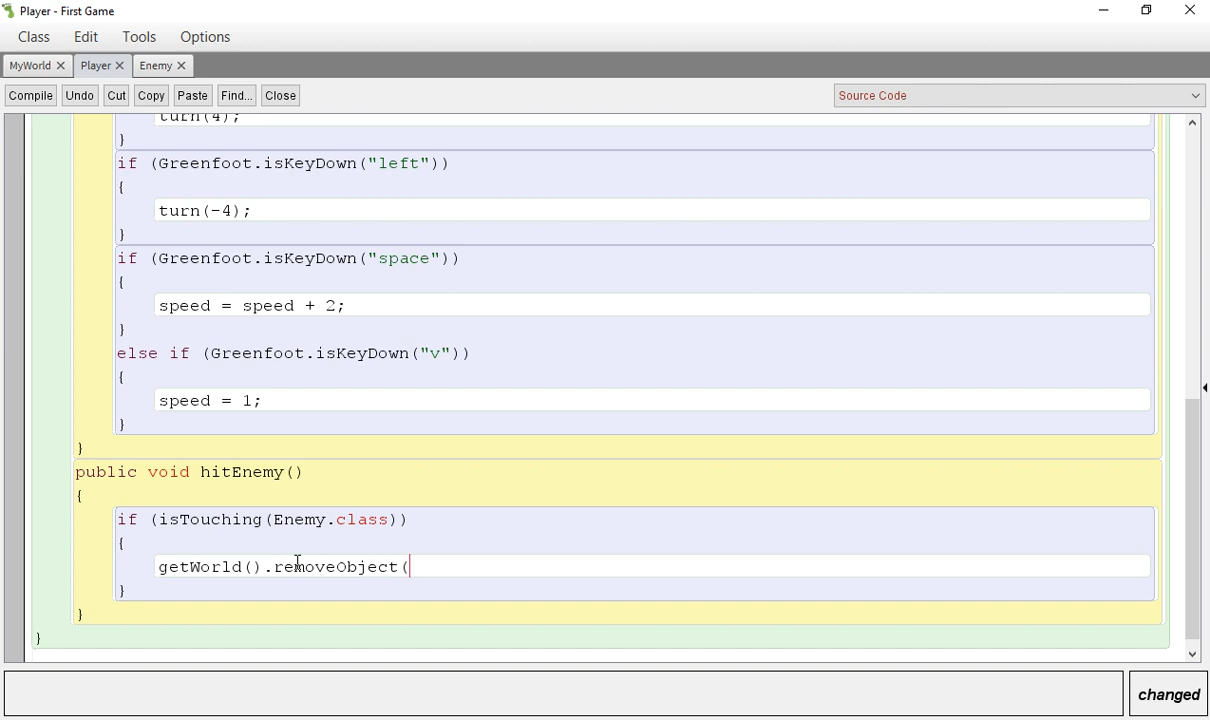 Player - First Game
Class Edit Tools Options
MyWorld Player Enemy
Compile Undo Cut Copy Paste Find... Close Source Code
turn(4);
}
if (Greenfoot.isKeyDown("left"))
{
turn(-4);
}
if (Greenfoot.isKeyDown("space"))
{
speed = speed + 2;
}
else if (Greenfoot.isKeyDown("v"))
{
speed = 1;
}
}
public void hitEnemy()
{
if (isTouching(Enemy.class))
{
getWorld().removeObject(
}
}
}
changed